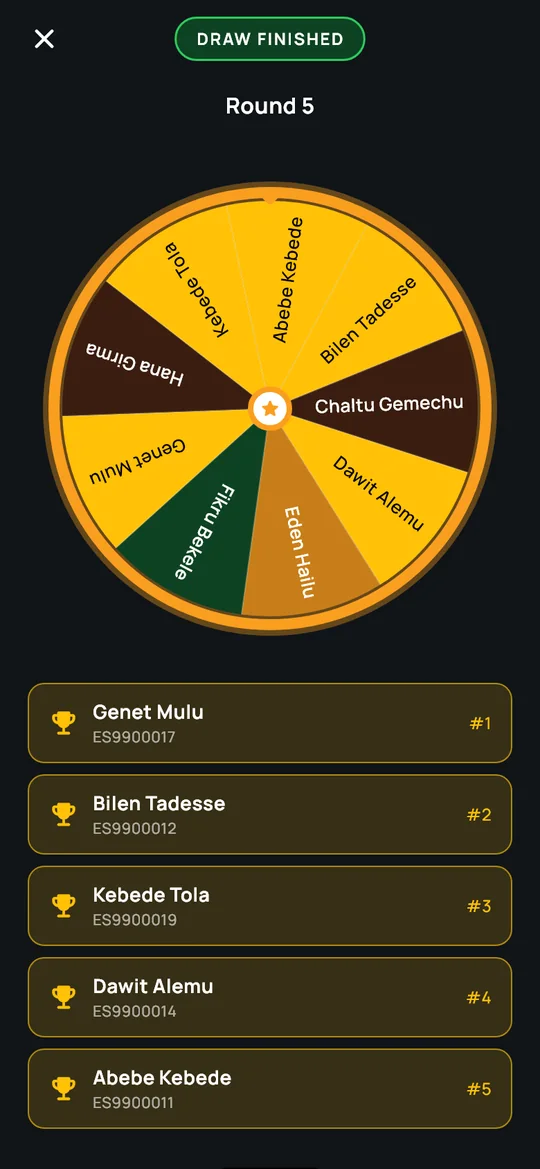 DRAW FINISHED
Round 5
Abebe Kebede
Bilen Tadesse
Chaltu Gemechu
Dawit Alemu
Eden Hailu
Fikru Bekele
Genet Mulu
Hana Girma
Kebede Tola
Genet Mulu
#1
ES9900017
Bilen Tadesse
#2
ES9900012
Kebede Tola
#3
ES9900019
Dawit Alemu
#4
ES9900014
Abebe Kebede
#5
ES9900011